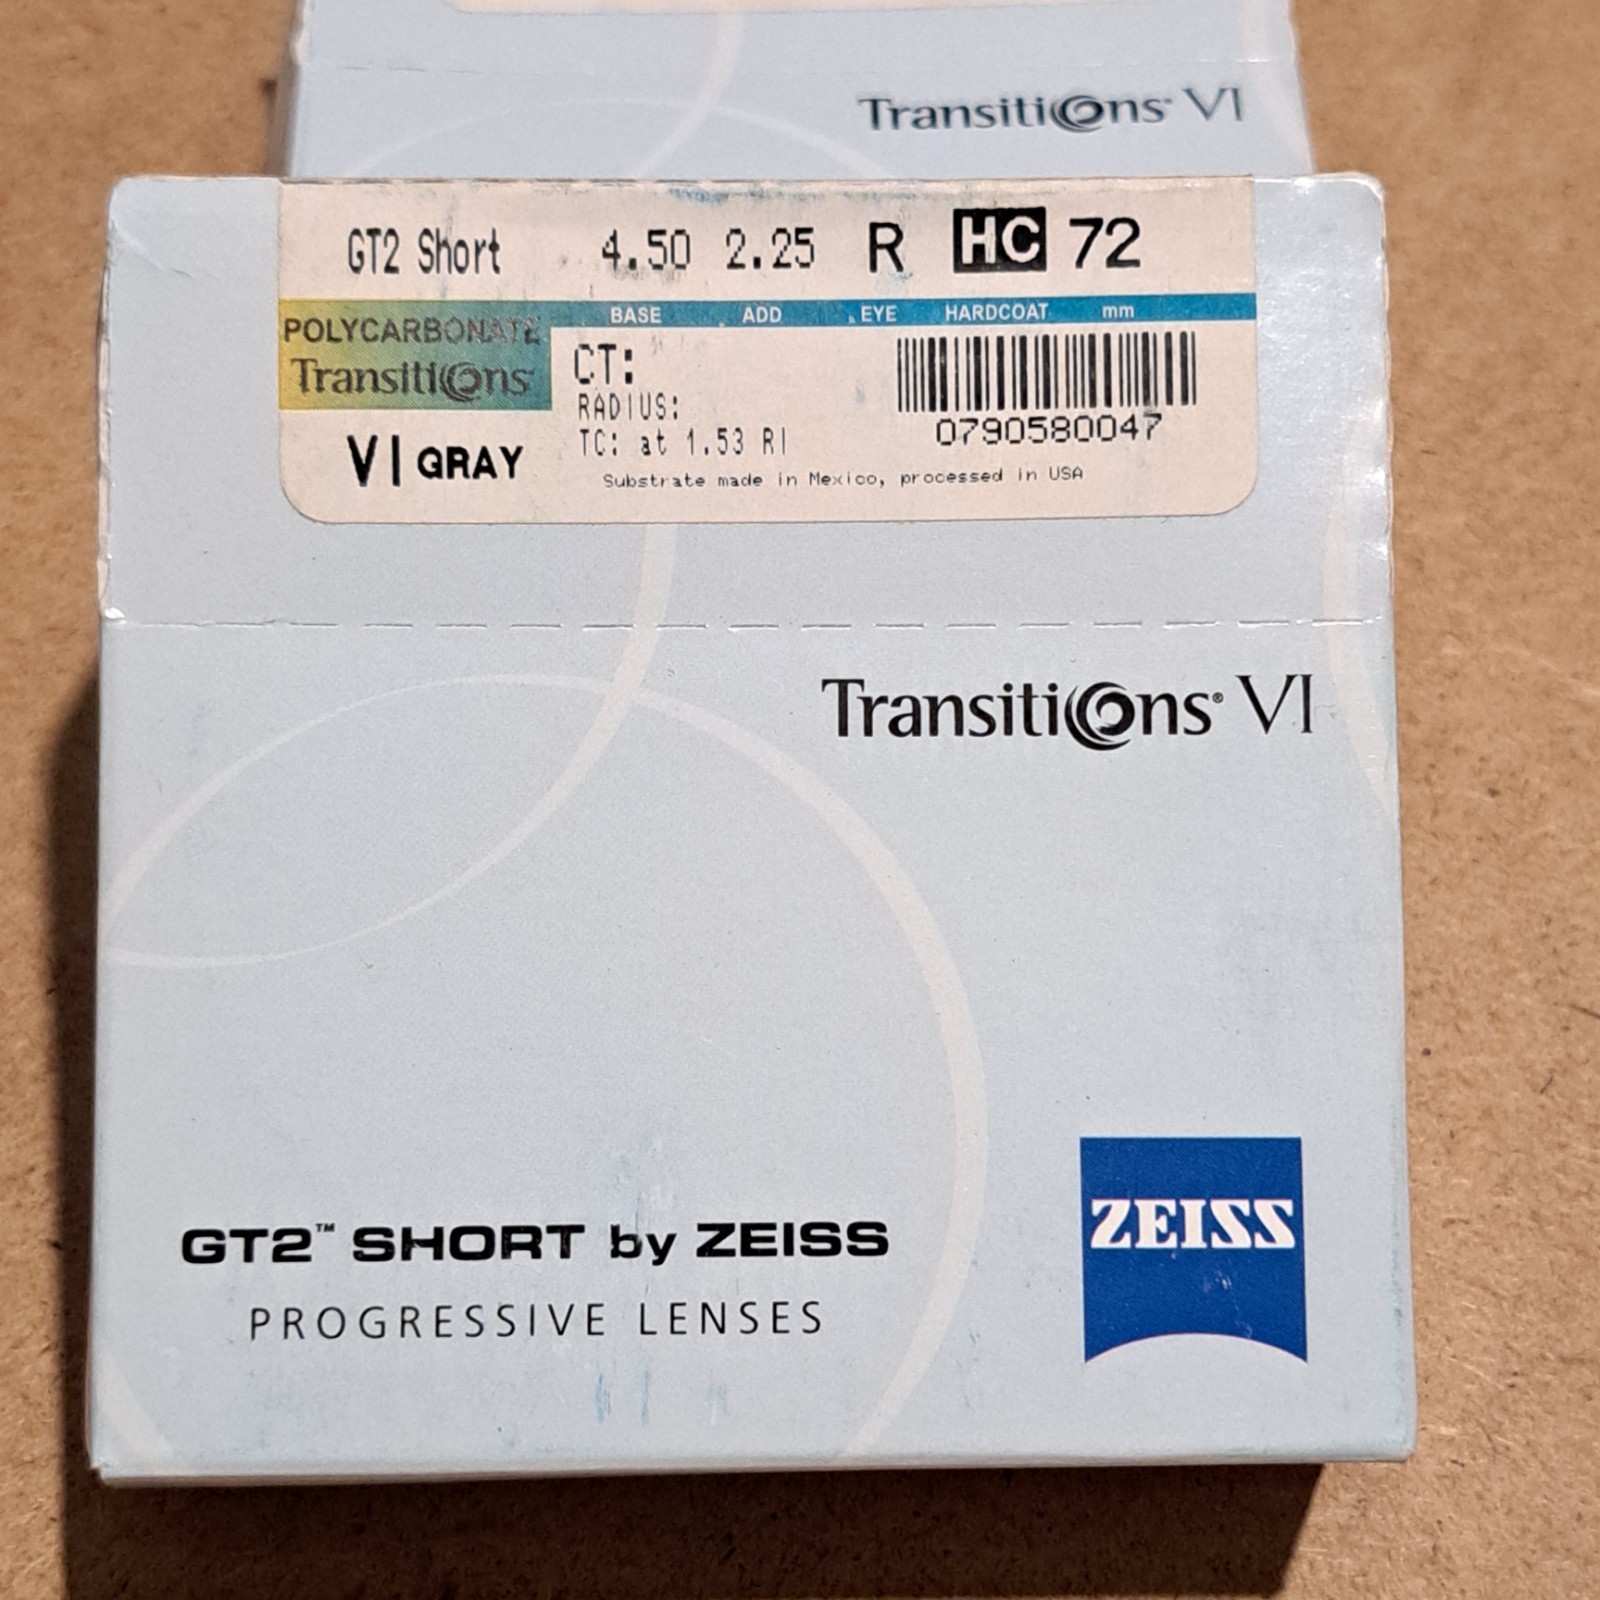 Transitions® VI
GT2 Short 4.50 2.25 R HC 72
BASE ADD EYE HARDCOAT mm
POLYCARBONATE
Transitions®
VI GRAY
CT:
RADIUS:
TC: at 1.53 RI
0790580047
Substrate made in Mexico, processed in USA
Transitions® VI
GT2™ SHORT by ZEISS
PROGRESSIVE LENSES
ZEISS